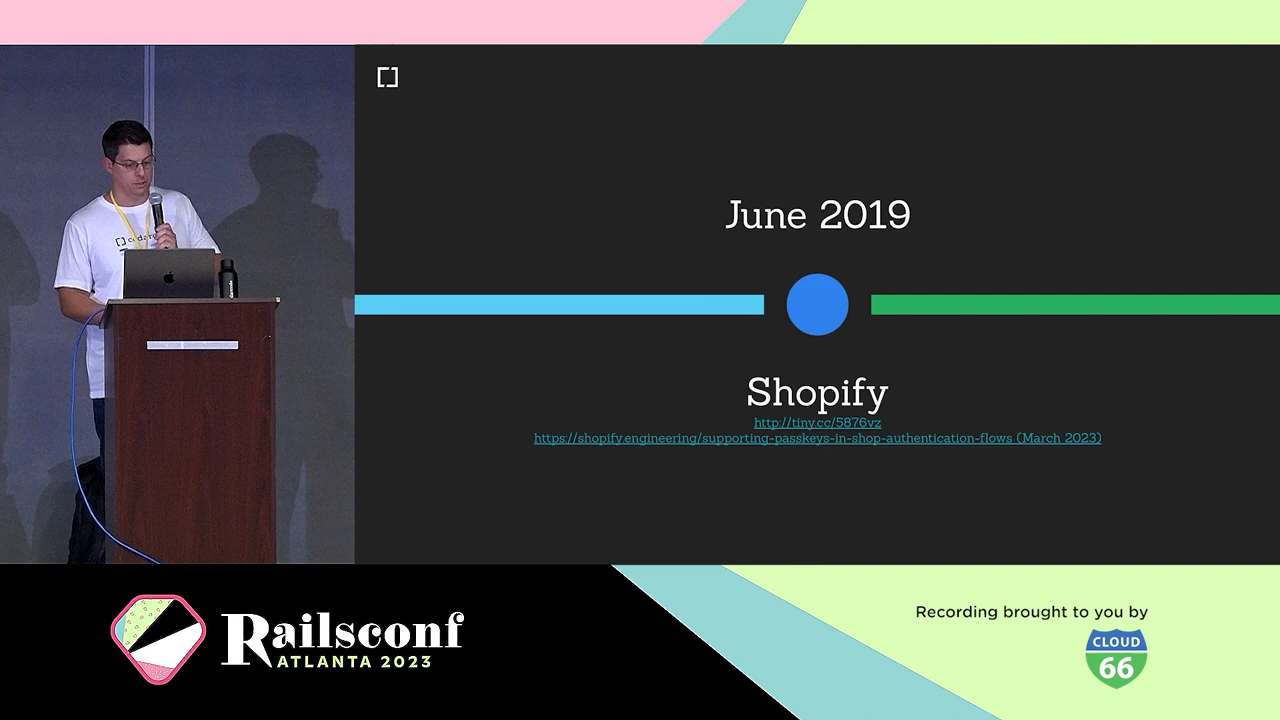 June 2019
Shopify
http://tiny.cc/5876vz
https://shopify.engineering/supporting-passkeys-in-shop-authentication-flows (March 2023)
Railsconf
ATLANTA 2023
Recording brought to you by
CLOUD
66